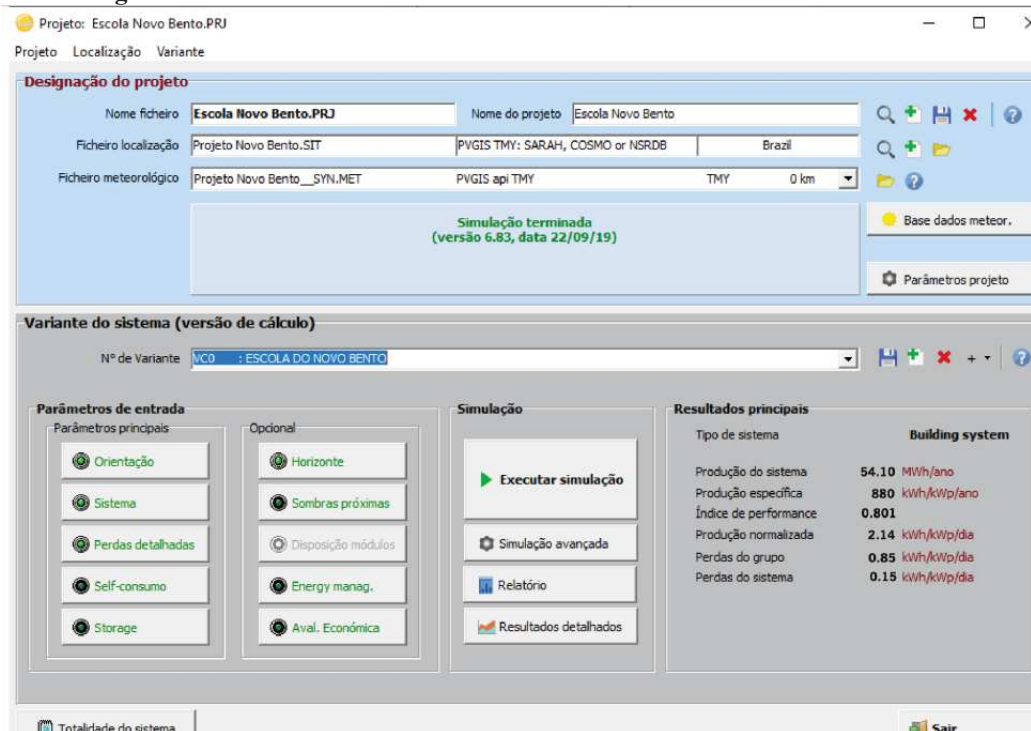 Projeto: Escola Novo Bento.PRJ
Projeto Localização Variante
Designação do projeto
Nome ficheiro Escola Novo Bento.PRJ Nome do projeto Escola Novo Bento
Ficheiro localização Projeto Novo Bento.SIT PVGIS TMY: SARAH, COSMO or NSRDB Brazil
Ficheiro meteorológico Projeto Novo Bento__SYN.MET PVGIS api TMY TMY 0 km
Simulação terminada
(versão 6.83, data 22/09/19)
Base dados meteor.
Parâmetros projeto
Variante do sistema (versão de cálculo)
Nº de Variante VC0 : ESCOLA DO NOVO BENTO
Parâmetros de entrada
Parâmetros principais
Orientação
Sistema
Perdas detalhadas
Self-consumo
Storage
Opcional
Horizonte
Sombras próximas
Disposição módulos
Energy manag.
Aval. Económica
Simulação
Executar simulação
Simulação avançada
Relatório
Resultados detalhados
Resultados principais
Tipo de sistema Building system
Produção do sistema 54.10 MWh/ano
Produção específica 880 kWh/kWp/ano
Índice de performance 0.801
Produção normalizada 2.14 kWh/kWp/dia
Perdas do grupo 0.85 kWh/kWp/dia
Perdas do sistema 0.15 kWh/kWp/dia
Totalidade do sistema
Sair